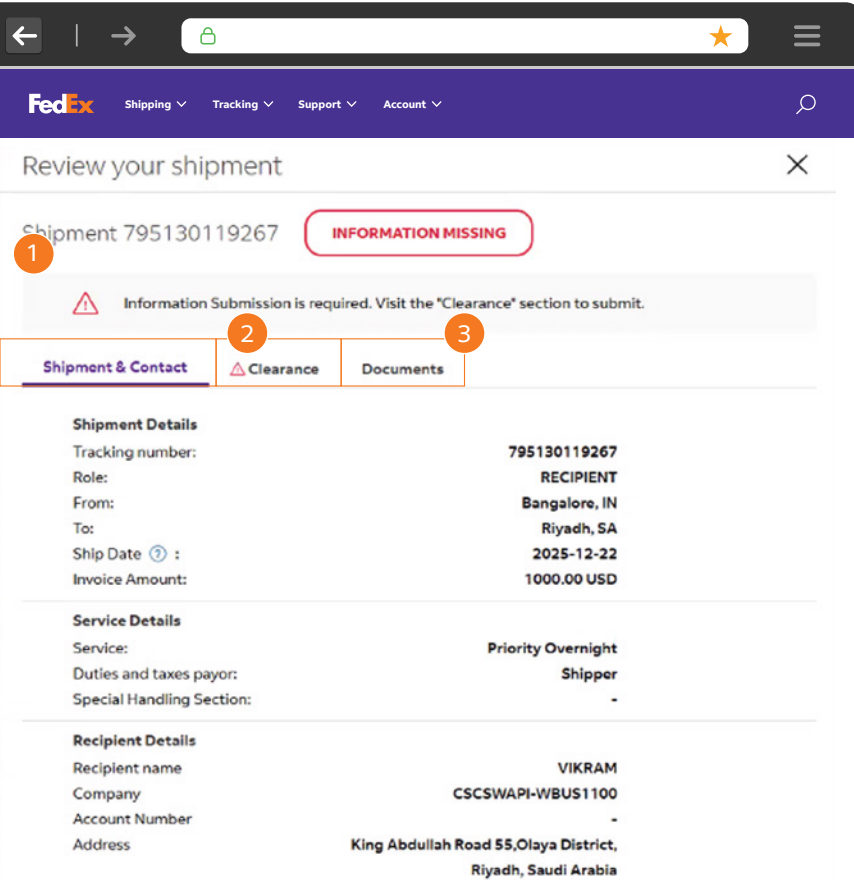 FedEx Shipping Tracking Support Account
Review your shipment
Shipment 795130119267 INFORMATION MISSING
1
Information Submission is required. Visit the "Clearance" section to submit.
2 3
Shipment & Contact Clearance Documents
Shipment Details
Tracking number: 795130119267
Role: RECIPIENT
From: Bangalore, IN
To: Riyadh, SA
Ship Date ? : 2025-12-22
Invoice Amount: 1000.00 USD
Service Details
Service: Priority Overnight
Duties and taxes payor: Shipper
Special Handling Section: -
Recipient Details
Recipient name VIKRAM
Company CSCSWAPI-WBUS1100
Account Number -
Address King Abdullah Road 55,Olaya District,
Riyadh, Saudi Arabia